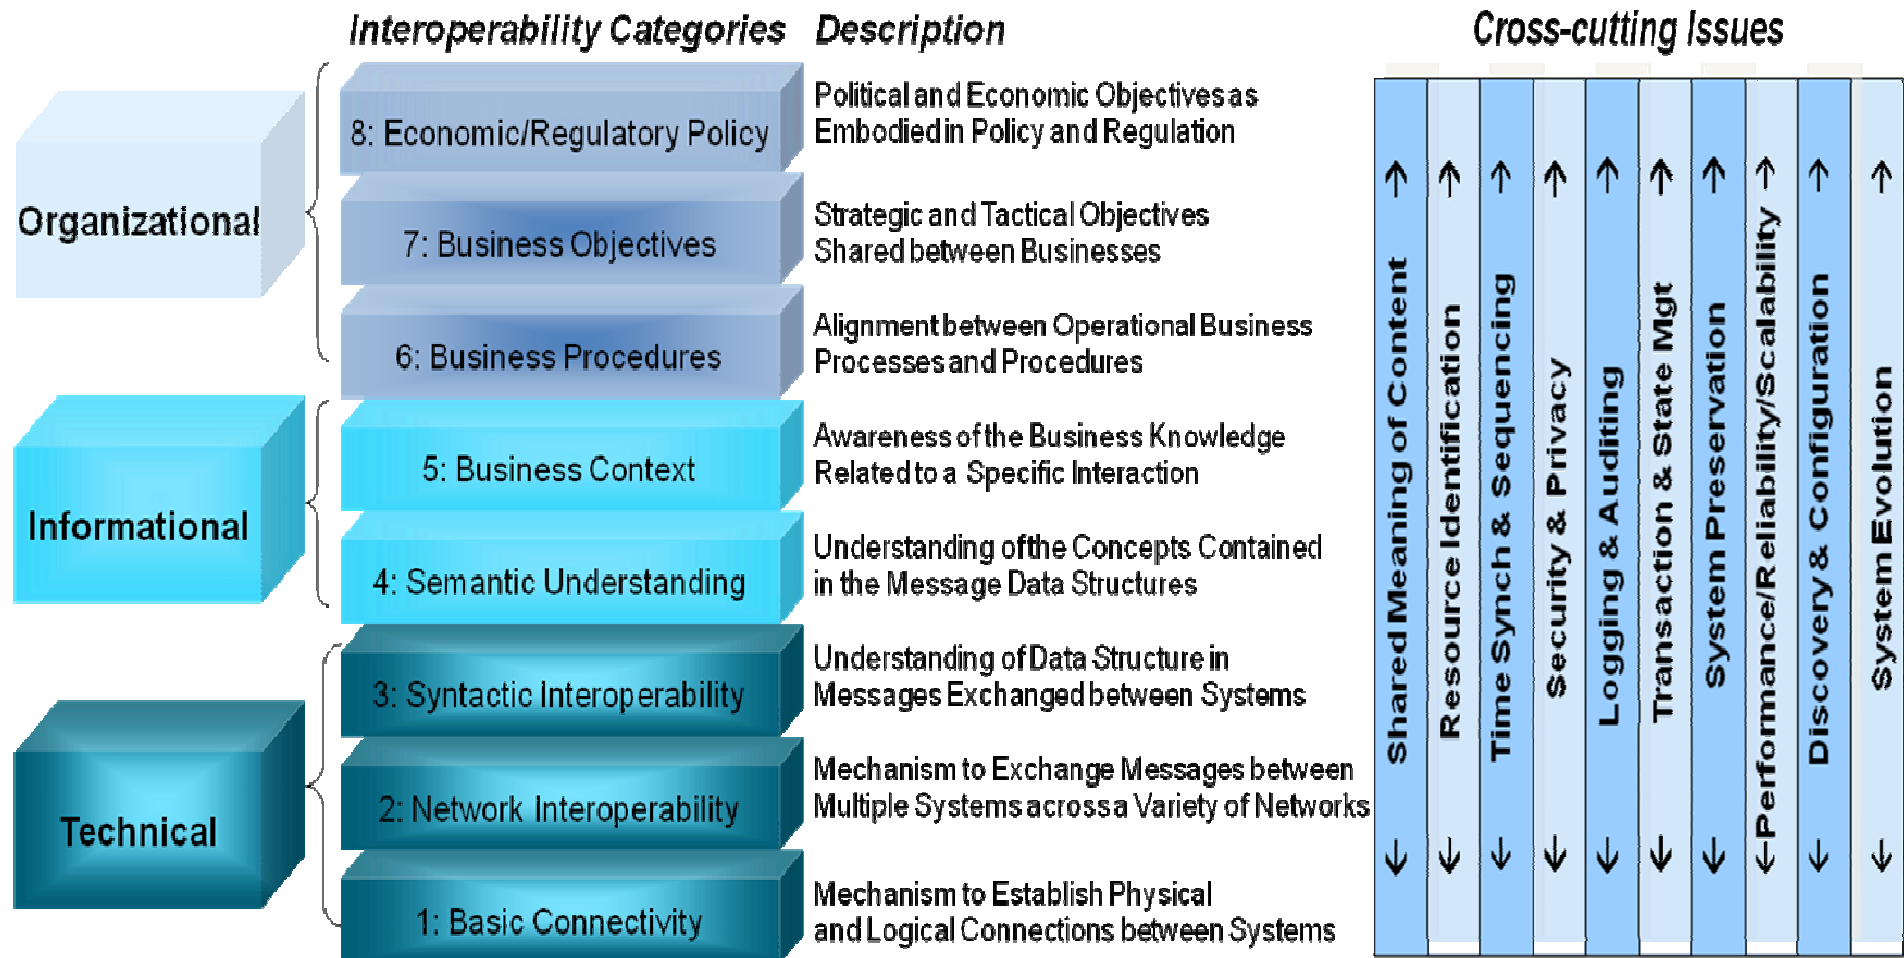 Interoperability Categories
Description
Cross-cutting Issues
Organizational
8: Economic/Regulatory Policy
Political and Economic Objectives as
Embodied in Policy and Regulation
7: Business Objectives
Strategic and Tactical Objectives
Shared between Businesses
6: Business Procedures
Alignment between Operational Business
Processes and Procedures
Informational
5: Business Context
Awareness of the Business Knowledge
Related to a Specific Interaction
4: Semantic Understanding
Understanding of the Concepts Contained
in the Message Data Structures
Technical
3: Syntactic Interoperability
Understanding of Data Structure in
Messages Exchanged between Systems
2: Network Interoperability
Mechanism to Exchange Messages between
Multiple Systems across a Variety of Networks
1: Basic Connectivity
Mechanism to Establish Physical
and Logical Connections between Systems
Shared Meaning of Content
Resource Identification
Time Synch & Sequencing
Security & Privacy
Logging & Auditing
Transaction & State Mgt
System Preservation
Performance/Reliability/Scalability
Discovery & Configuration
System Evolution